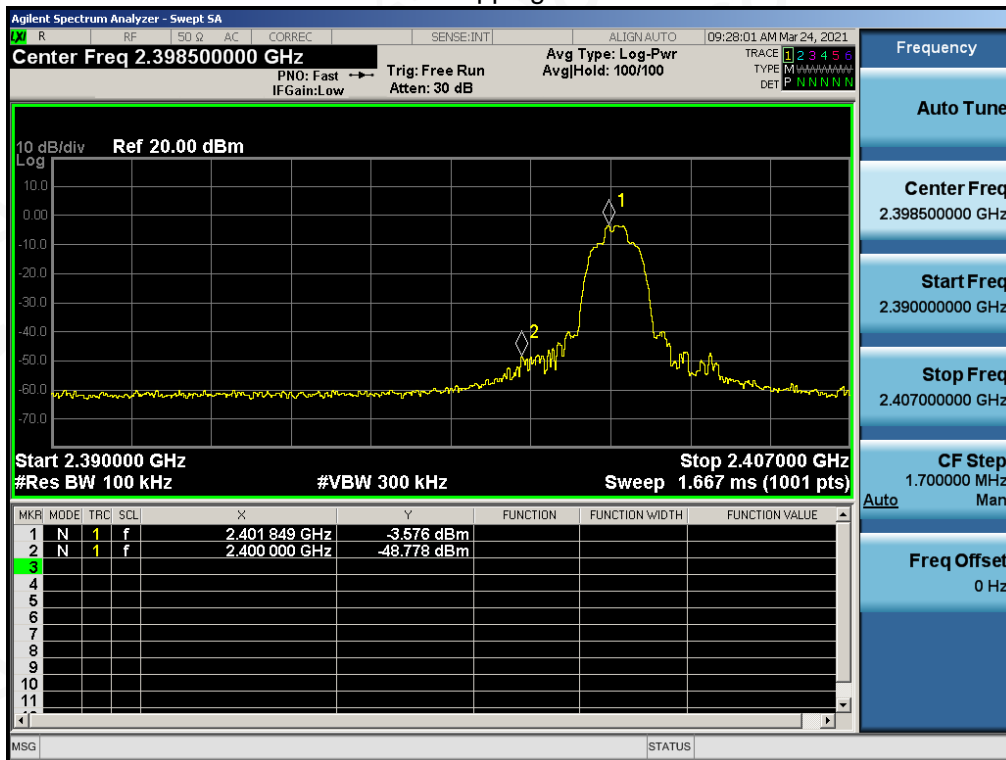 Agilent Spectrum Analyzer - Swept SA
LXI R RF 50 Ω AC CORREC SENSE:INT ALIGN AUTO 09:28:01 AM Mar 24, 2021
Center Freq 2.398500000 GHz
PNO: Fast
IFGain:Low
Trig: Free Run
Atten: 30 dB
Avg Type: Log-Pwr
Avg|Hold: 100/100
TRACE 1 2 3 4 5 6
TYPE M
DET P N N N N N
10 dB/div Ref 20.00 dBm
Log
10.0
0.00
-10.0
-20.0
-30.0
-40.0
-50.0
-60.0
-70.0
1
2
Start 2.390000 GHz Stop 2.407000 GHz
#Res BW 100 kHz #VBW 300 kHz Sweep 1.667 ms (1001 pts)
MKR MODE TRC SCL X Y FUNCTION FUNCTION WIDTH FUNCTION VALUE
1 N 1 f 2.401 849 GHz -3.576 dBm
2 N 1 f 2.400 000 GHz -48.778 dBm
3
4
5
6
7
8
9
10
11
MSG STATUS
Frequency
Auto Tune
Center Freq
2.398500000 GHz
Start Freq
2.390000000 GHz
Stop Freq
2.407000000 GHz
CF Step
1.700000 MHz
Auto Man
Freq Offset
0 Hz